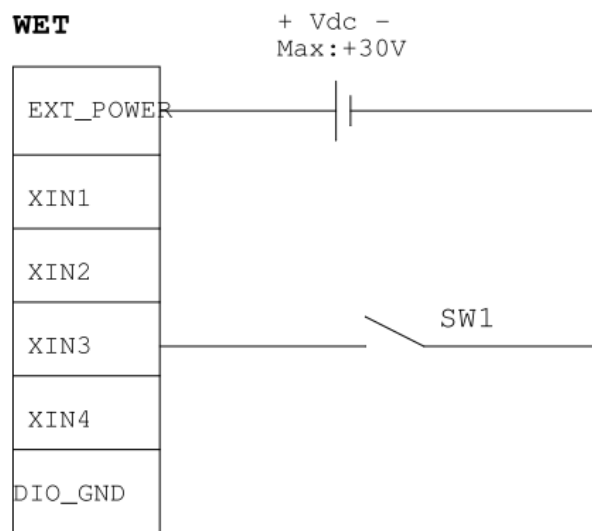 WET
+ Vdc -
Max:+30V
EXT_POWER
XIN1
XIN2
SW1
XIN3
XIN4
DIO_GND